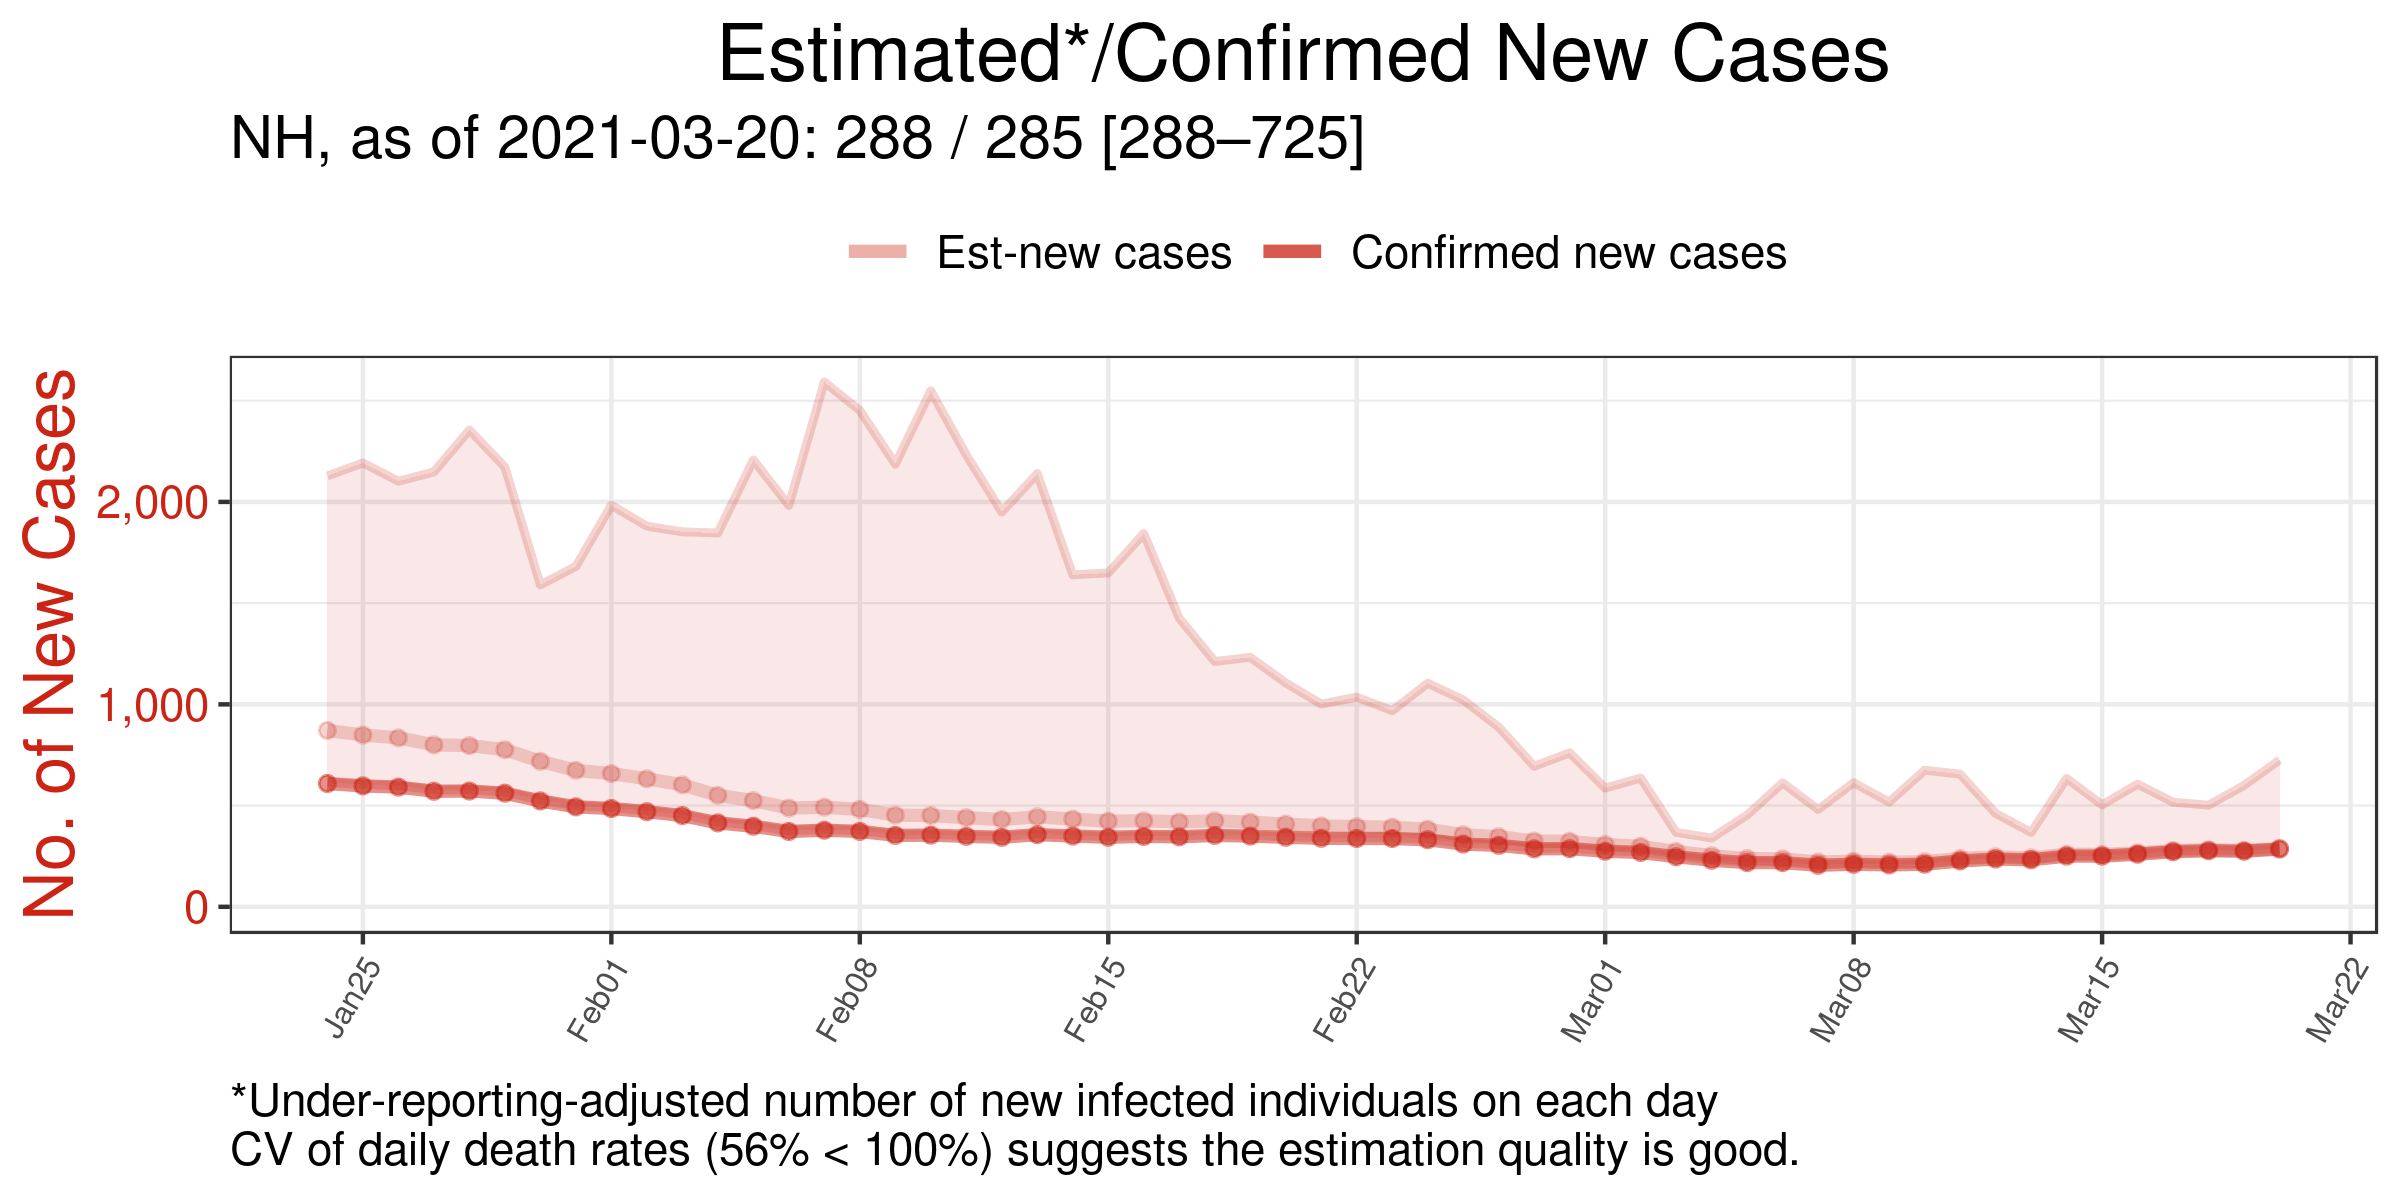 Estimated*/Confirmed New Cases
NH, as of 2021-03-20: 288 / 285 [288–725]
Est-new cases Confirmed new cases
No. of New Cases
2,000
1,000
0
Jan25 Feb01 Feb08 Feb15 Feb22 Mar01 Mar08 Mar15 Mar22
*Under-reporting-adjusted number of new infected individuals on each day
CV of daily death rates (56% < 100%) suggests the estimation quality is good.